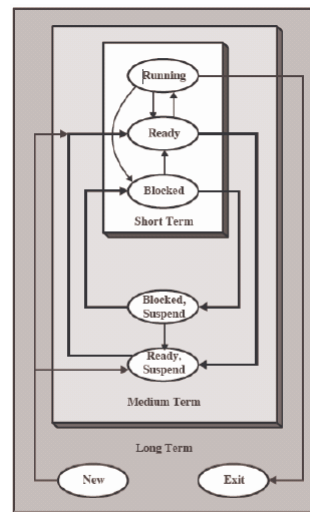 Running
Ready
Blocked
Short Term
Blocked,
Suspend
Ready,
Suspend
Medium Term
Long Term
New
Exit